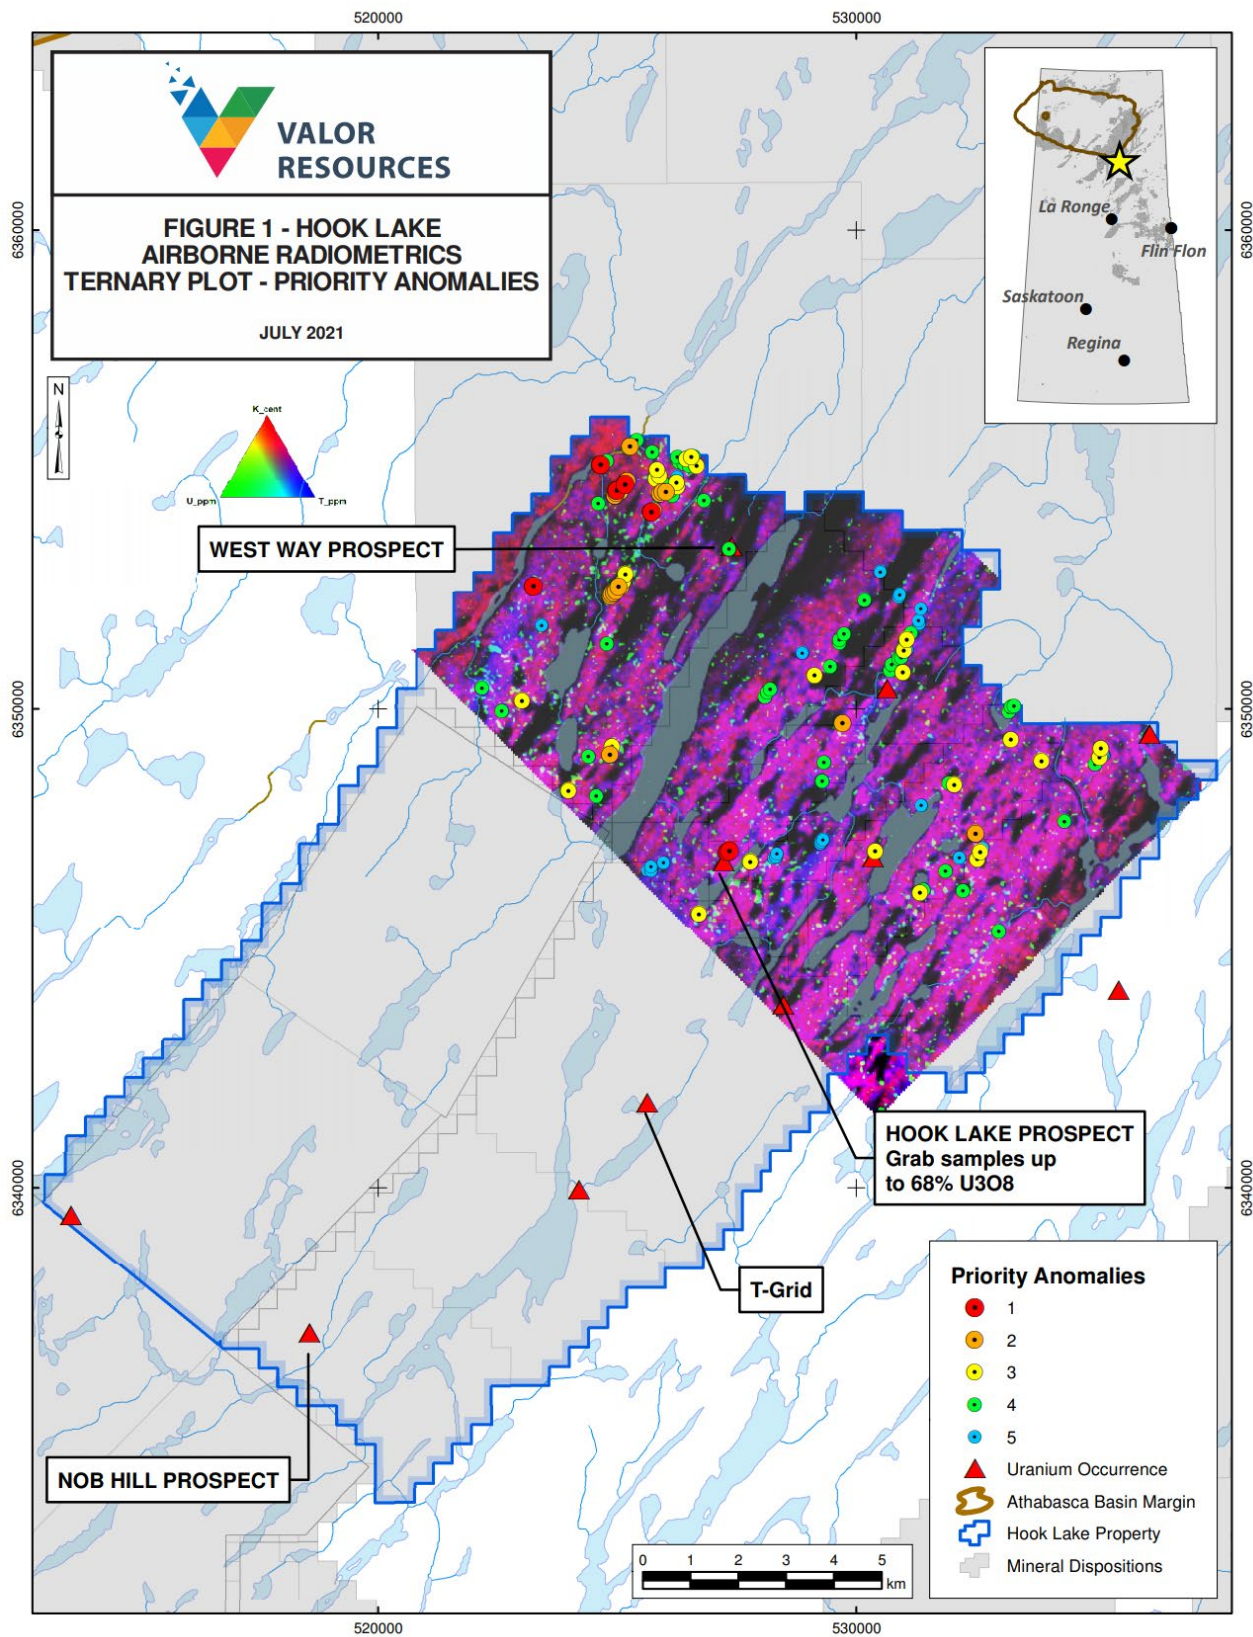 520000
530000
VALOR
RESOURCES
FIGURE 1 - HOOK LAKE
AIRBORNE RADIOMETRICS
TERNARY PLOT - PRIORITY ANOMALIES
JULY 2021
La Ronge
Flin Flon
Saskatoon
Regina
6360000
6360000
N
K_cent
U_ppm
T_ppm
WEST WAY PROSPECT
6350000
6350000
HOOK LAKE PROSPECT
Grab samples up
to 68% U3O8
6340000
6340000
T-Grid
NOB HILL PROSPECT
Priority Anomalies
1
2
3
4
5
Uranium Occurrence
Athabasca Basin Margin
Hook Lake Property
Mineral Dispositions
0 1 2 3 4 5
km
520000
530000